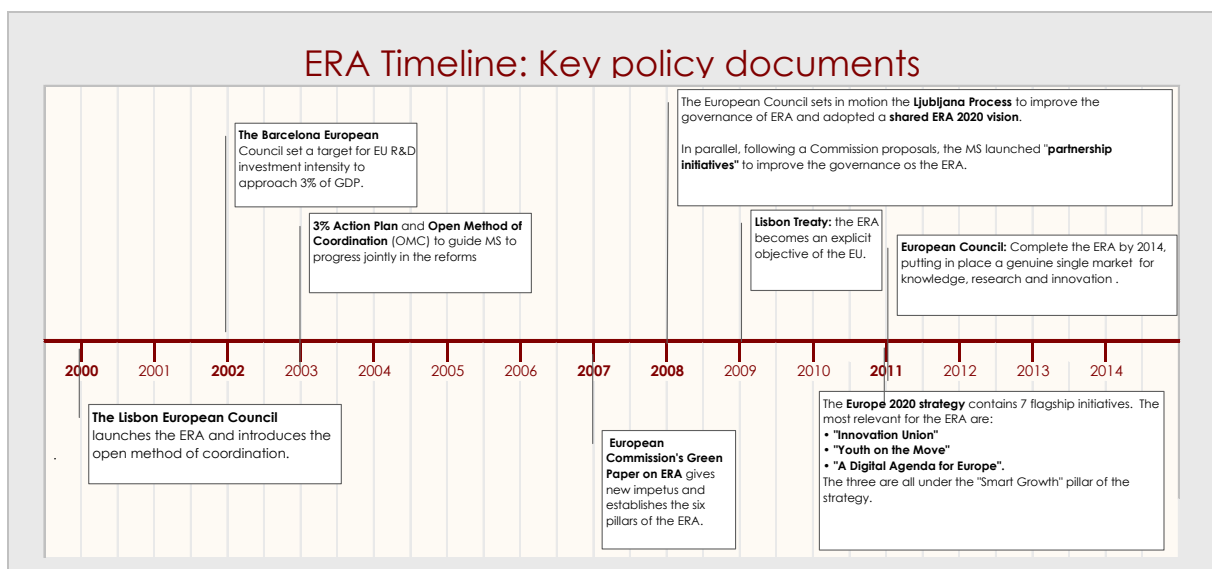 ERA Timeline: Key policy documents
The European Council sets in motion the Ljubljana Process to improve the
governance of ERA and adopted a shared ERA 2020 vision.
In parallel, following a Commission proposals, the MS launched "partnership
initiatives" to improve the governance os the ERA.
The Barcelona European
Council set a target for EU R&D
investment intensity to
approach 3% of GDP.
3% Action Plan and Open Method of
Coordination (OMC) to guide MS to
progress jointly in the reforms
Lisbon Treaty: the ERA
becomes an explicit
objective of the EU.
European Council: Complete the ERA by 2014,
putting in place a genuine single market for
knowledge, research and innovation .
2000 2001 2002 2003 2004 2005 2006 2007 2008 2009 2010 2011 2012 2013 2014
The Lisbon European Council
launches the ERA and introduces the
open method of coordination.
European
Commission's Green
Paper on ERA gives
new impetus and
establishes the six
pillars of the ERA.
The Europe 2020 strategy contains 7 flagship initiatives. The
most relevant for the ERA are:
• "Innovation Union"
• "Youth on the Move"
• "A Digital Agenda for Europe".
The three are all under the "Smart Growth" pillar of the
strategy.